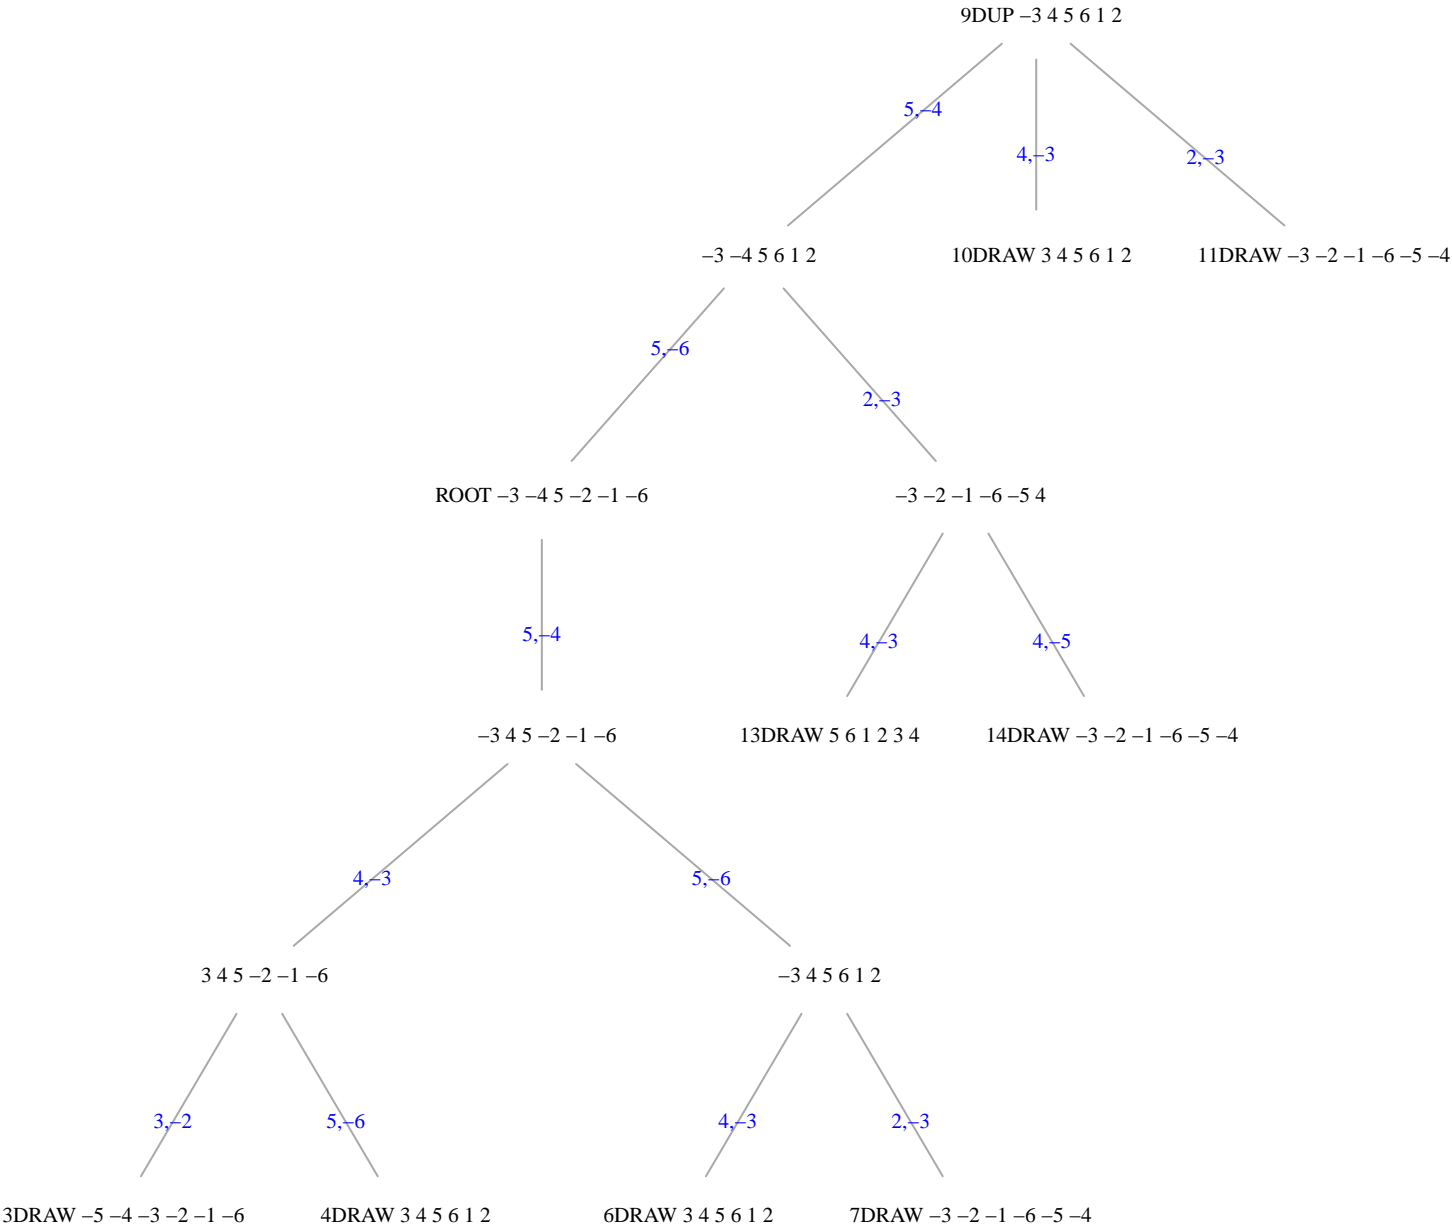 9DUP –3 4 5 6 1 2
5,–4
4,–3
2,–3
–3 –4 5 6 1 2
10DRAW 3 4 5 6 1 2
11DRAW –3 –2 –1 –6 –5 –4
5,–6
2,–3
ROOT –3 –4 5 –2 –1 –6
–3 –2 –1 –6 –5 4
5,–4
4,–3
4,–5
–3 4 5 –2 –1 –6
13DRAW 5 6 1 2 3 4
14DRAW –3 –2 –1 –6 –5 –4
4,–3
5,–6
3 4 5 –2 –1 –6
–3 4 5 6 1 2
3,–2
5,–6
4,–3
2,–3
3DRAW –5 –4 –3 –2 –1 –6
4DRAW 3 4 5 6 1 2
6DRAW 3 4 5 6 1 2
7DRAW –3 –2 –1 –6 –5 –4